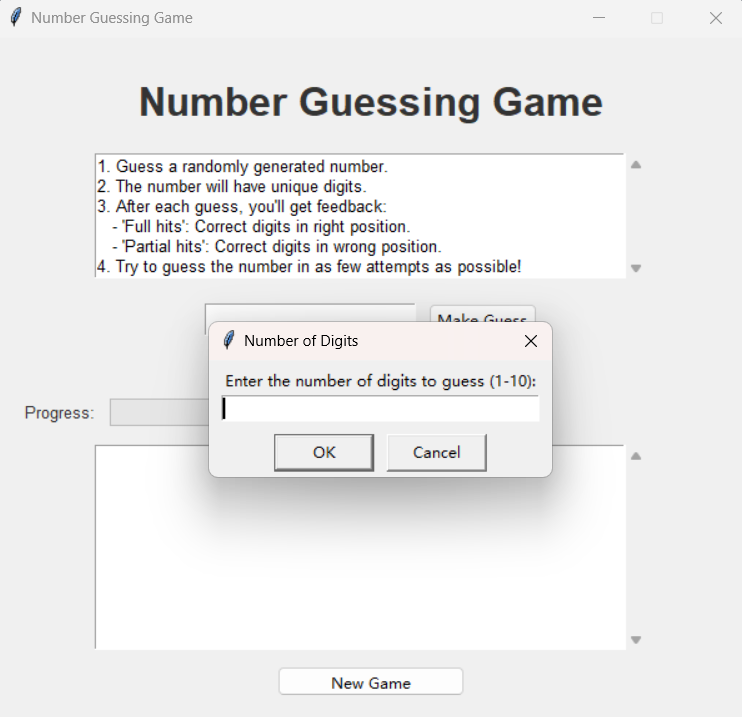 Number Guessing Game
Number Guessing Game
1. Guess a randomly generated number.
2. The number will have unique digits.
3. After each guess, you'll get feedback:
- 'Full hits': Correct digits in right position.
- 'Partial hits': Correct digits in wrong position.
4. Try to guess the number in as few attempts as possible!
Make Guess
Number of Digits
Enter the number of digits to guess (1-10):
OK Cancel
Progress:
New Game